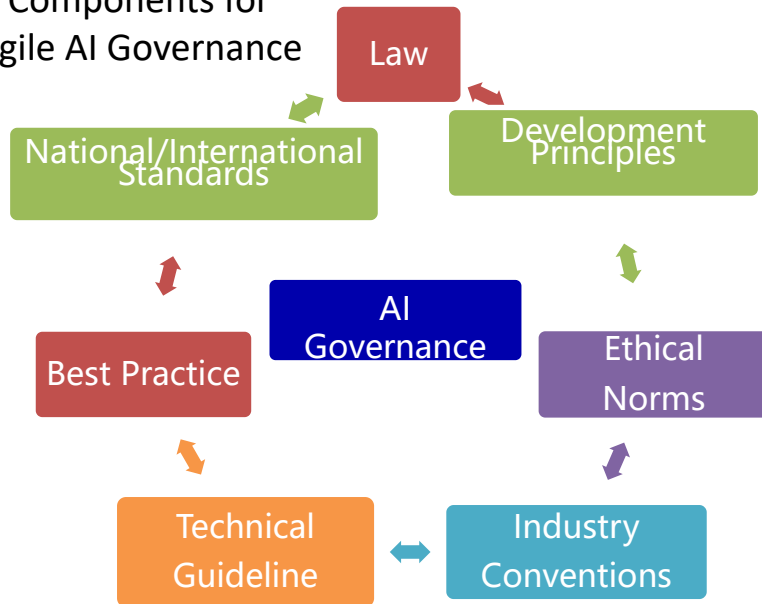 Components for
gile AI Governance
Law
National/International
Standards
Development
Principles
AI
Governance
Best Practice
Ethical
Norms
Technical
Guideline
Industry
Conventions